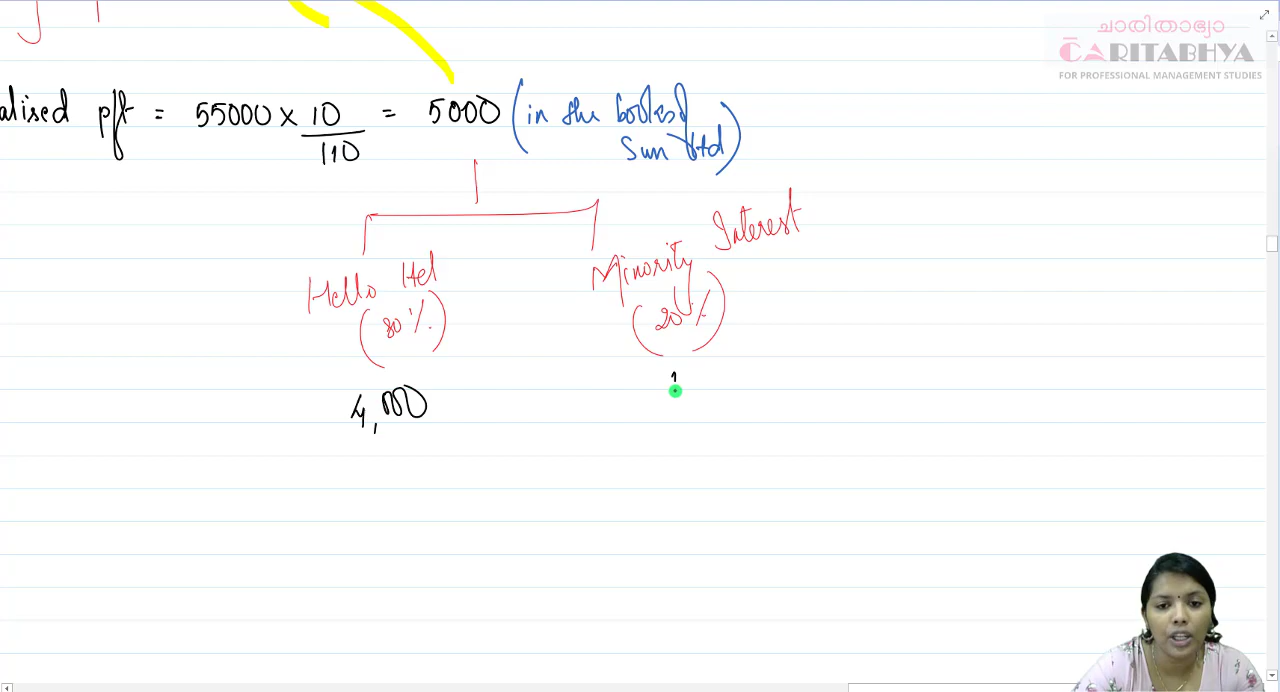 ചാരിതാഭ്യാ
CARITABHYA
FOR PROFESSIONAL MANAGEMENT STUDIES
alised pft = 55000 × 10/110 = 5000 (in the books of
Sun Ltd)
Hello
(80%)
Minority Interest
(20%)
4,000